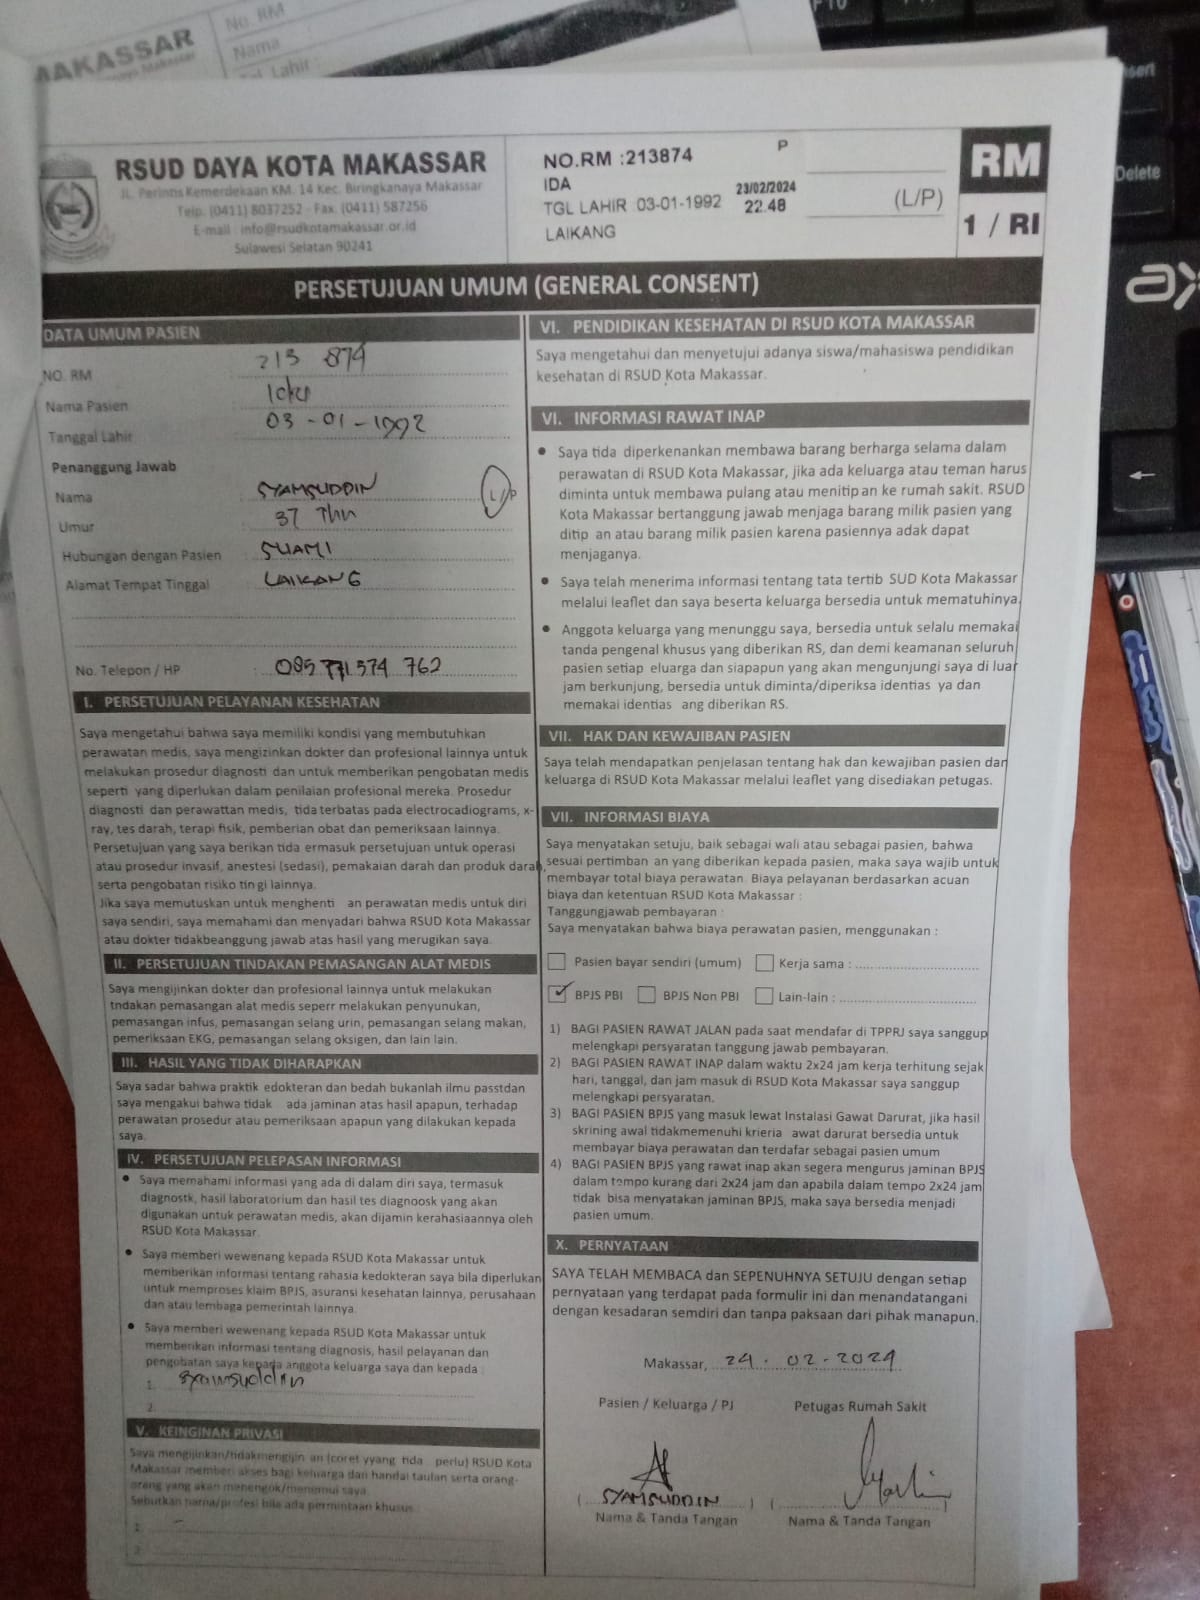 MAKASSAR
No. RM
Nama
Tgl. Lahir
F10
Insert
Delete
RSUD DAYA KOTA MAKASSAR
JL. Perintis Kemerdekaan KM. 14 Kec. Biringkanaya Makassar
Telp. (0411) 8037252 - Fax. (0411) 587256
E-mail : info@rsudkotamakassar.or.id
Sulawesi Selatan 90241
NO.RM :213874
P
IDA
23/02/2024
TGL LAHIR 03-01-1992
22.48
(L/P)
LAIKANG
RM
1 / RI
PERSETUJUAN UMUM (GENERAL CONSENT)
DATA UMUM PASIEN
NO. RM 213 874
Nama Pasien
Tanggal Lahir : 03-01-1992
Penanggung Jawab
Nama : SYAMSUDDIN L/P
Umur : 37 Thn
Hubungan dengan Pasien : SUAMI
Alamat Tempat Tinggal : LAIKANG
No. Telepon / HP : 085 771 574 762
I. PERSETUJUAN PELAYANAN KESEHATAN
Saya mengetahui bahwa saya memiliki kondisi yang membutuhkan
perawatan medis, saya mengizinkan dokter dan profesional lainnya untuk
melakukan prosedur diagnosti dan untuk memberikan pengobatan medis
seperti yang diperlukan dalam penilaian profesional mereka. Prosedur
diagnosti dan perawattan medis, tida terbatas pada electrocadiograms, x-
ray, tes darah, terapi fisik, pemberian obat dan pemeriksaan lainnya.
Persetujuan yang saya berikan tida ermasuk persetujuan untuk operasi
atau prosedur invasif, anestesi (sedasi), pemakaian darah dan produk darah,
serta pengobatan risiko tin gi lainnya.
Jika saya memutuskan untuk menghenti an perawatan medis untuk diri
saya sendiri, saya memahami dan menyadari bahwa RSUD Kota Makassar
atau dokter tidakbeanggung jawab atas hasil yang merugikan saya.
II. PERSETUJUAN TINDAKAN PEMASANGAN ALAT MEDIS
Saya mengijinkan dokter dan profesional lainnya untuk melakukan
tndakan pemasangan alat medis seperr melakukan penyunukan,
pemasangan infus, pemasangan selang urin, pemasangan selang makan,
pemeriksaan EKG, pemasangan selang oksigen, dan lain lain.
III. HASIL YANG TIDAK DIHARAPKAN
Saya sadar bahwa praktik edokteran dan bedah bukanlah ilmu passtdan
saya mengakui bahwa tidak ada jaminan atas hasil apapun, terhadap
perawatan prosedur atau pemeriksaan apapun yang dilakukan kepada
saya.
IV. PERSETUJUAN PELEPASAN INFORMASI
• Saya memahami informasi yang ada di dalam diri saya, termasuk
diagnostk, hasil laboratorium dan hasil tes diagnoosk yang akan
digunakan untuk perawatan medis, akan dijamin kerahasiaannya oleh
RSUD Kota Makassar.
• Saya memberi wewenang kepada RSUD Kota Makassar untuk
memberikan informasi tentang rahasia kedokteran saya bila diperlukan
untuk memproses klaim BPJS, asuransi kesehatan lainnya, perusahaan
dan atau lembaga pemerintah lainnya.
• Saya memberi wewenang kepada RSUD Kota Makassar untuk
memberikan informasi tentang diagnosis, hasil pelayanan dan
pengobatan saya kepada anggota keluarga saya dan kepada :
1. Syamsuddin
2.
V. KEINGINAN PRIVASI
Saya mengijinkan/tidakmengijin an (coret yyang tida perlu) RSUD Kota
Makassar memberi akses bagi keluarga dari handai taulan serta orang-
orang yang akan menengok/menemui saya.
Sebutkan nama/profesi bila ada permintaan khusus :
1. -
2.
VI. PENDIDIKAN KESEHATAN DI RSUD KOTA MAKASSAR
Saya mengetahui dan menyetujui adanya siswa/mahasiswa pendidikan
kesehatan di RSUD Kota Makassar.
VI. INFORMASI RAWAT INAP
• Saya tida diperkenankan membawa barang berharga selama dalam
perawatan di RSUD Kota Makassar, jika ada keluarga atau teman harus
diminta untuk membawa pulang atau menitip an ke rumah sakit. RSUD
Kota Makassar bertanggung jawab menjaga barang milik pasien yang
ditip an atau barang milik pasien karena pasiennya adak dapat
menjaganya.
• Saya telah menerima informasi tentang tata tertib SUD Kota Makassar
melalui leaflet dan saya beserta keluarga bersedia untuk mematuhinya.
• Anggota keluarga yang menunggu saya, bersedia untuk selalu memakai
tanda pengenal khusus yang diberikan RS, dan demi keamanan seluruh
pasien setiap eluarga dan siapapun yang akan mengunjungi saya di luar
jam berkunjung, bersedia untuk diminta/diperiksa identias ya dan
memakai identias ang diberikan RS.
VII. HAK DAN KEWAJIBAN PASIEN
Saya telah mendapatkan penjelasan tentang hak dan kewajiban pasien dan
keluarga di RSUD Kota Makassar melalui leaflet yang disediakan petugas.
VII. INFORMASI BIAYA
Saya menyatakan setuju, baik sebagai wali atau sebagai pasien, bahwa
sesuai pertimban an yang diberikan kepada pasien, maka saya wajib untuk
membayar total biaya perawatan. Biaya pelayanan berdasarkan acuan
biaya dan ketentuan RSUD Kota Makassar :
Tanggungjawab pembayaran :
Saya menyatakan bahwa biaya perawatan pasien, menggunakan :
Pasien bayar sendiri (umum) Kerja sama :
✓ BPJS PBI BPJS Non PBI Lain-lain :
1) BAGI PASIEN RAWAT JALAN pada saat mendafar di TPPRJ saya sanggup
melengkapi persyaratan tanggung jawab pembayaran.
2) BAGI PASIEN RAWAT INAP dalam waktu 2x24 jam kerja terhitung sejak
hari, tanggal, dan jam masuk di RSUD Kota Makassar saya sanggup
melengkapi persyaratan.
3) BAGI PASIEN BPJS yang masuk lewat Instalasi Gawat Darurat, jika hasil
skrining awal tidakmemenuhi krieria awat darurat bersedia untuk
membayar biaya perawatan dan terdafar sebagai pasien umum
4) BAGI PASIEN BPJS yang rawat inap akan segera mengurus jaminan BPJS
dalam tempo kurang dari 2x24 jam dan apabila dalam tempo 2x24 jam
tidak bisa menyatakan jaminan BPJS, maka saya bersedia menjadi
pasien umum.
X. PERNYATAAN
SAYA TELAH MEMBACA dan SEPENUHNYA SETUJU dengan setiap
pernyataan yang terdapat pada formulir ini dan menandatangani
dengan kesadaran semdiri dan tanpa paksaan dari pihak manapun.
Makassar, 24 - 02 - 2024
Pasien / Keluarga / PJ Petugas Rumah Sakit
( SYAMSUDDIN ) ( )
Nama & Tanda Tangan Nama & Tanda Tangan